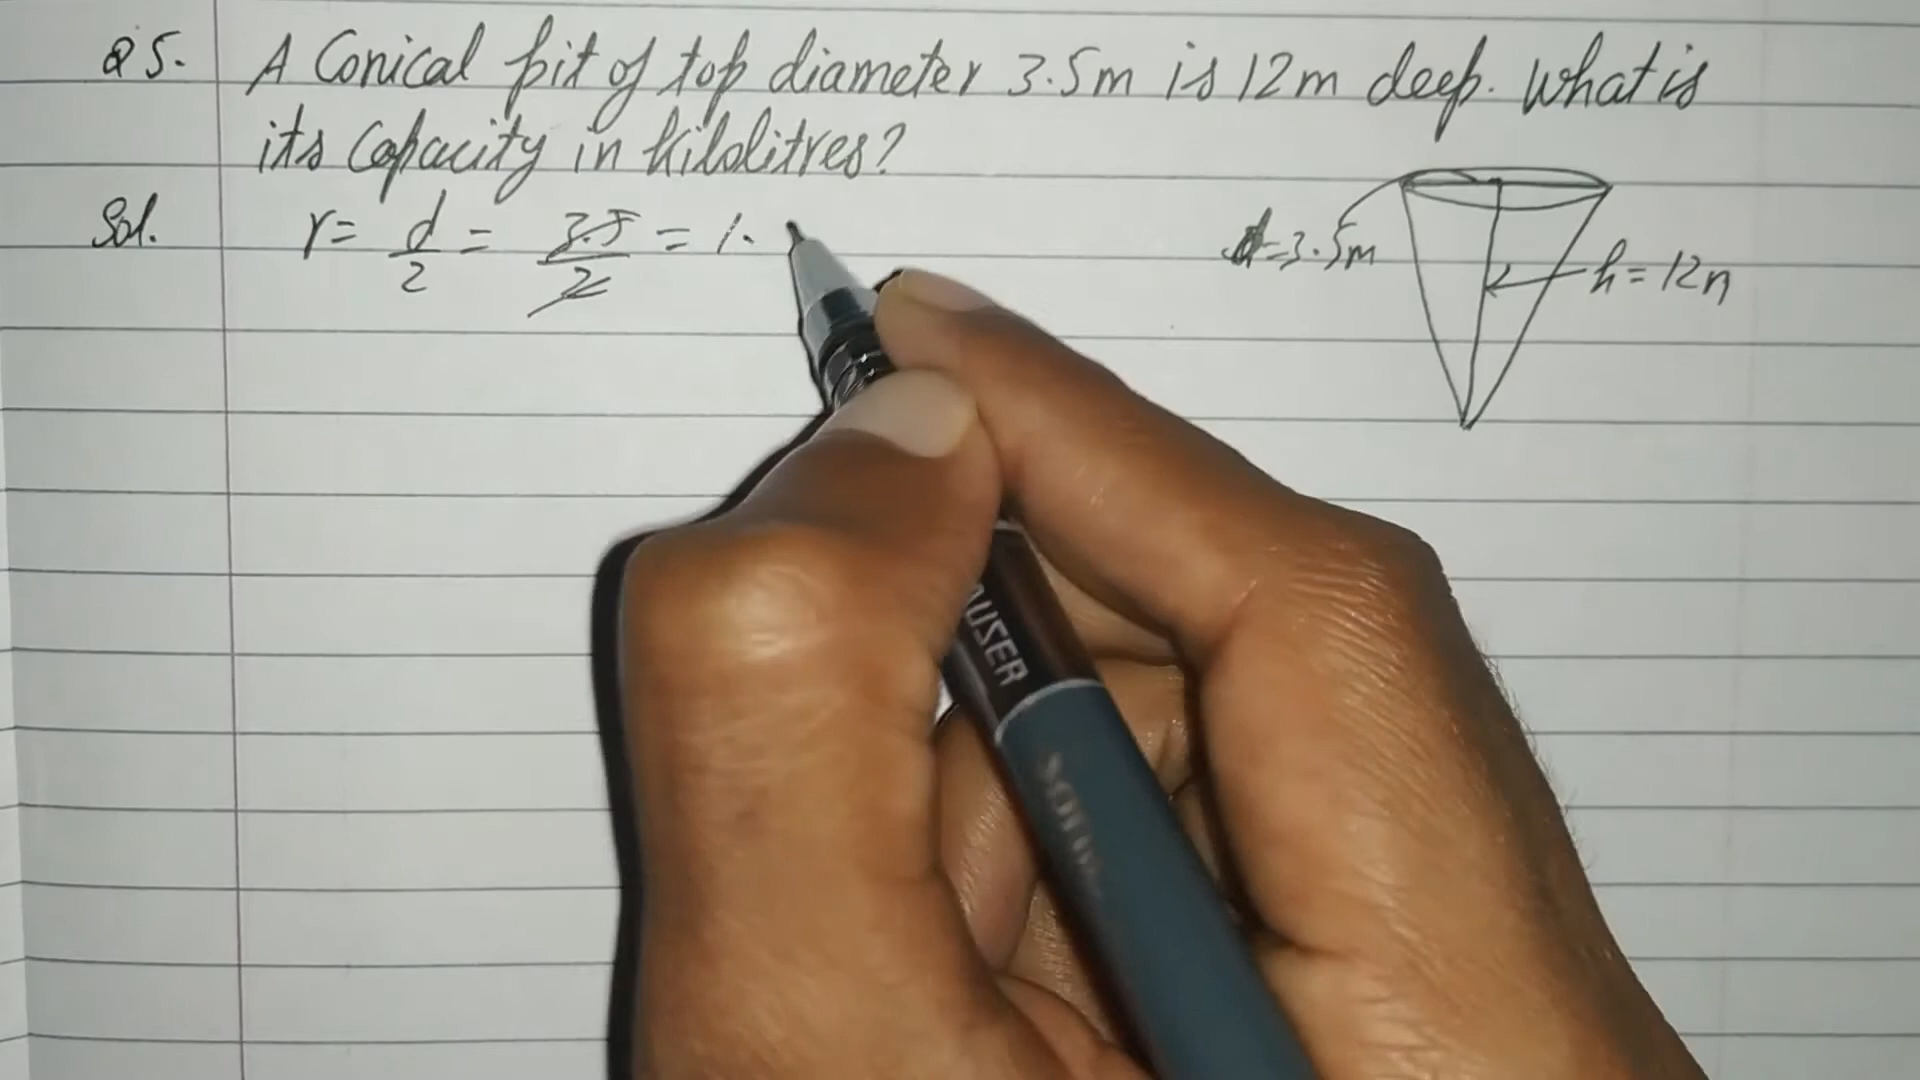 Q5. A Conical pit of top diameter 3.5m is 12m deep. What is
its Capacity in kilolitres?
Sol. r = d/2 = 3.5/2 = 1.
d=3.5m
h=12m
AUSER